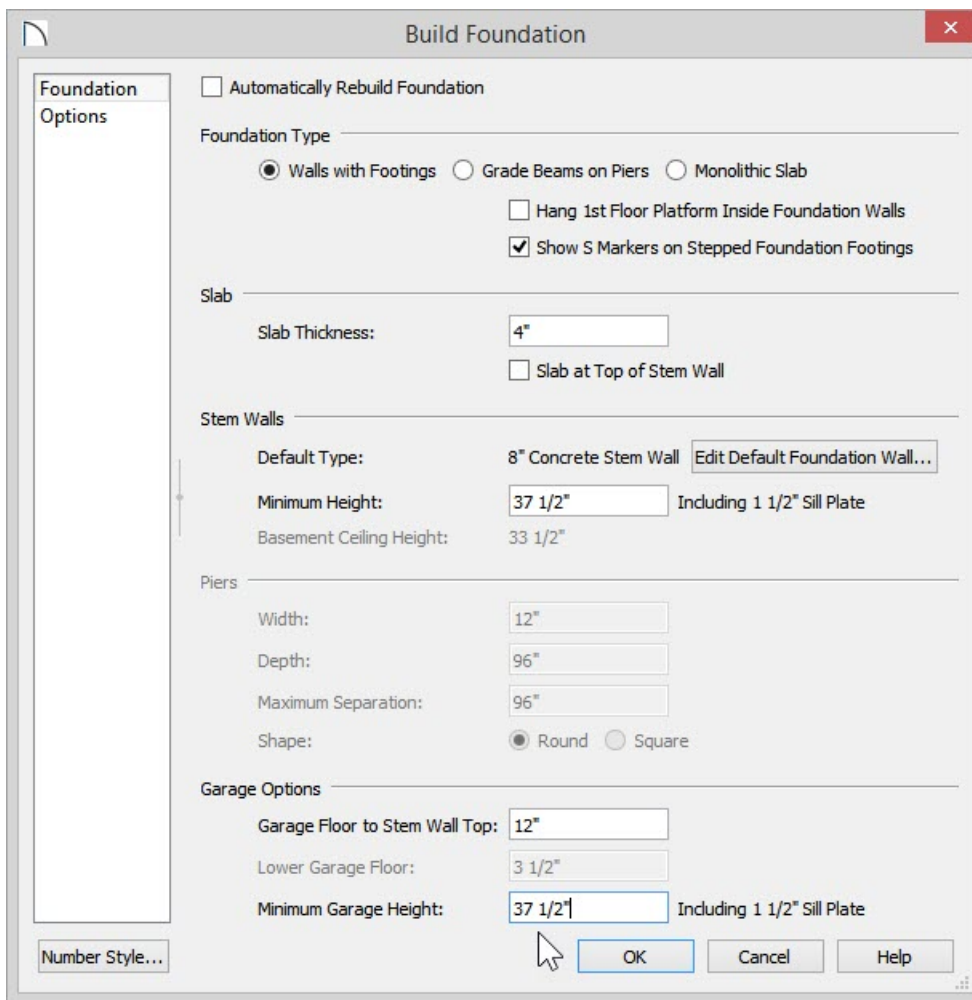 Build Foundation
Foundation
Options
Automatically Rebuild Foundation
Foundation Type
Walls with Footings Grade Beams on Piers Monolithic Slab
Hang 1st Floor Platform Inside Foundation Walls
Show S Markers on Stepped Foundation Footings
Slab
Slab Thickness: 4"
Slab at Top of Stem Wall
Stem Walls
Default Type: 8" Concrete Stem Wall Edit Default Foundation Wall...
Minimum Height: 37 1/2" Including 1 1/2" Sill Plate
Basement Ceiling Height: 33 1/2"
Piers
Width: 12"
Depth: 96"
Maximum Separation: 96"
Shape: Round Square
Garage Options
Garage Floor to Stem Wall Top: 12"
Lower Garage Floor: 3 1/2"
Minimum Garage Height: 37 1/2" Including 1 1/2" Sill Plate
Number Style... OK Cancel Help